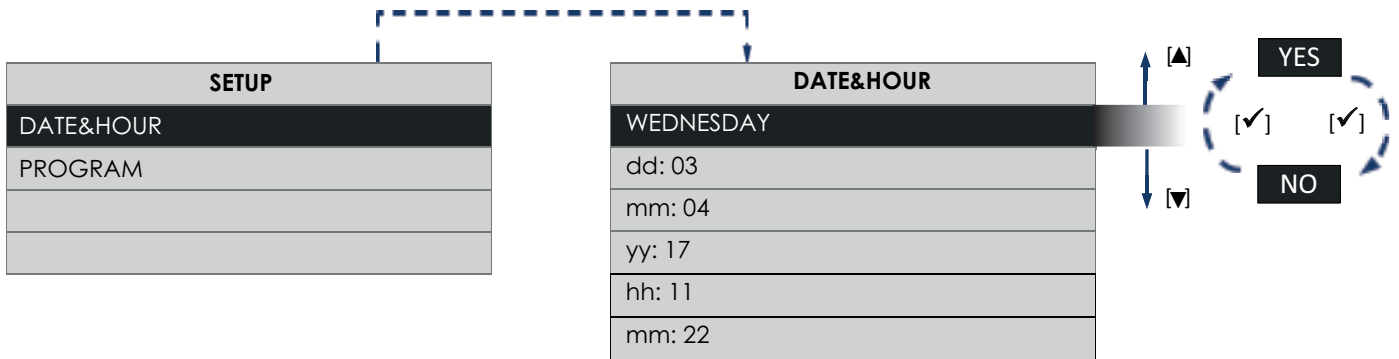 SETUP
DATE&HOUR
PROGRAM
DATE&HOUR
WEDNESDAY
dd: 03
mm: 04
yy: 17
hh: 11
mm: 22
[▲]
YES
[✓]
[✓]
NO
[▼]